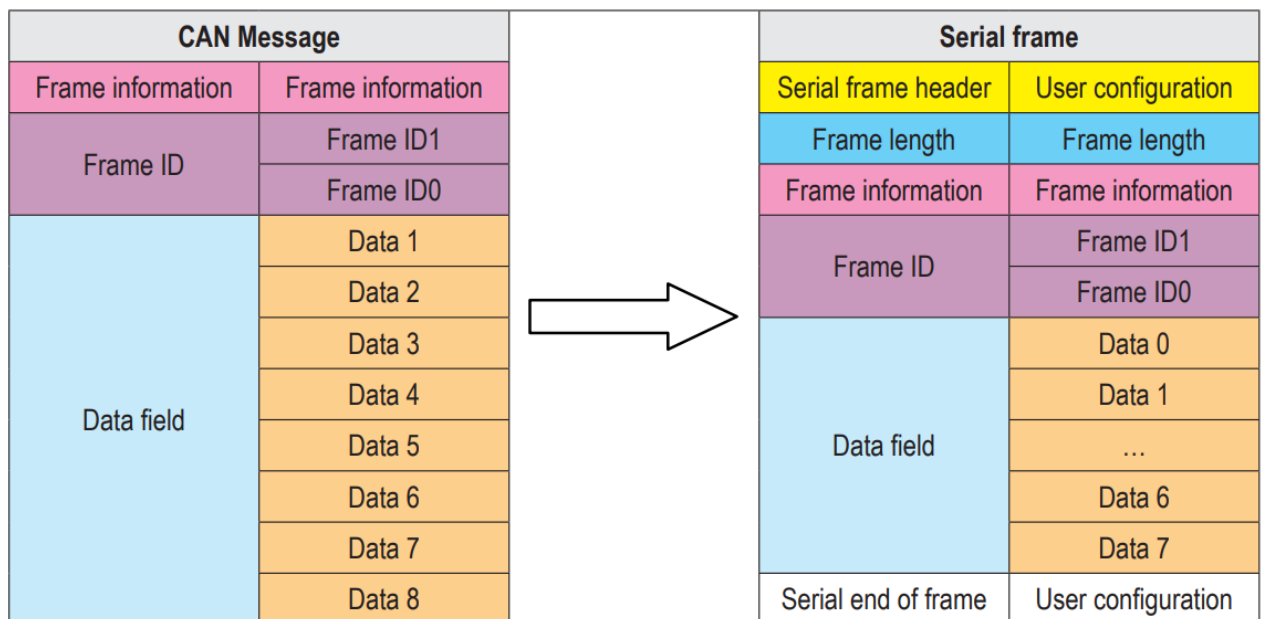 CAN Message
Frame information Frame information
Frame ID
Frame ID1
Frame ID0
Data field
Data 1
Data 2
Data 3
Data 4
Data 5
Data 6
Data 7
Data 8
Serial frame
Serial frame header User configuration
Frame length Frame length
Frame information Frame information
Frame ID
Frame ID1
Frame ID0
Data field
Data 0
Data 1
…
Data 6
Data 7
Serial end of frame User configuration